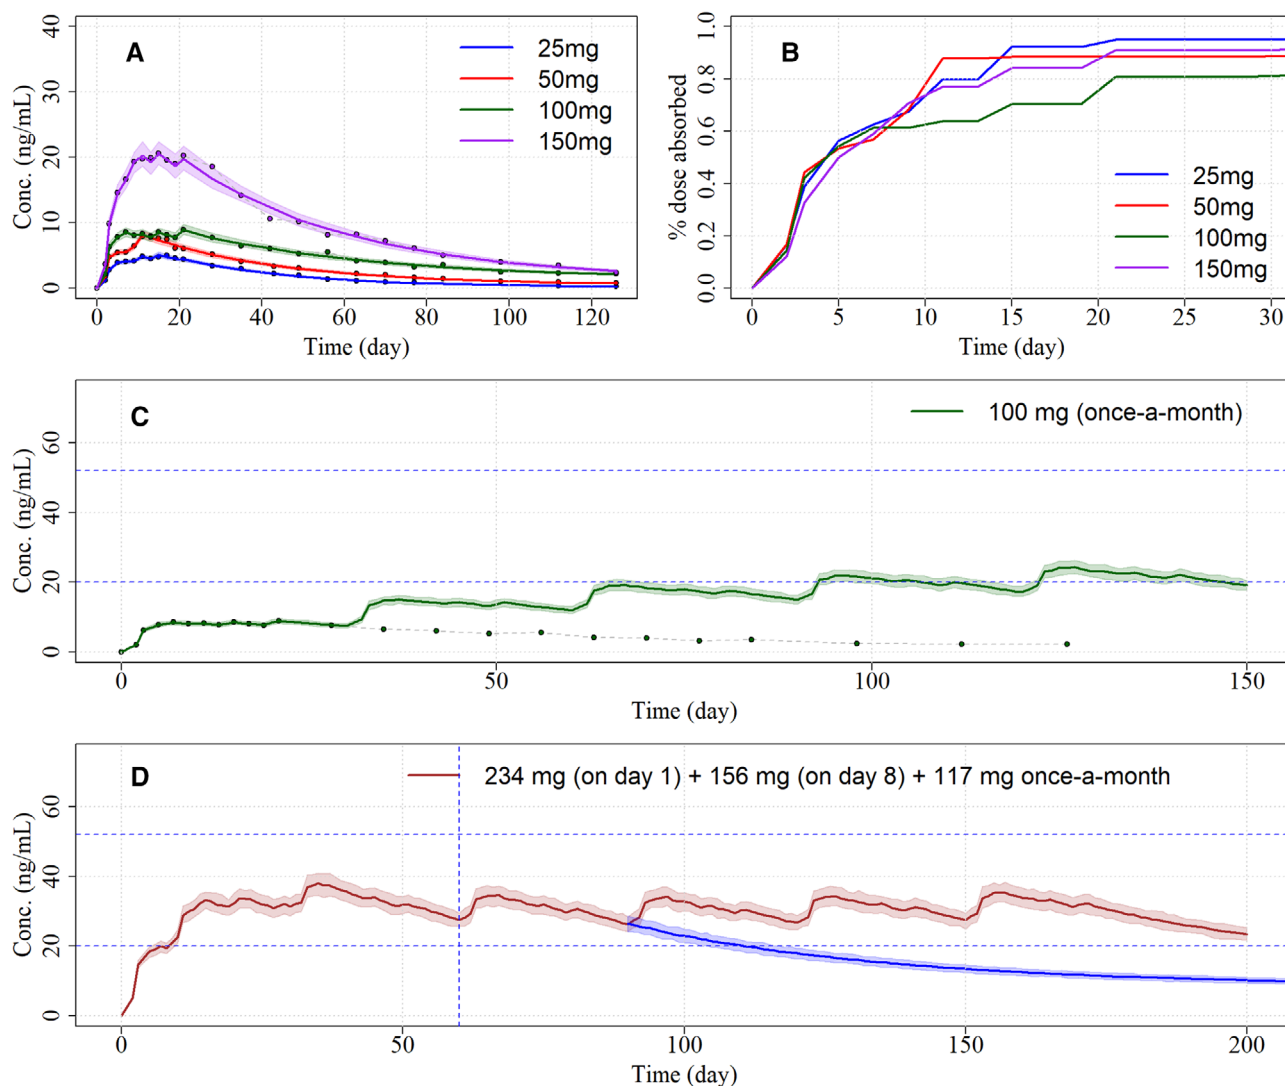 A
25mg
50mg
100mg
150mg
Conc. (ng/mL)
0 10 20 30 40
0 20 40 60 80 100 120
Time (day)
B
25mg
50mg
100mg
150mg
% dose absorbed
0.0 0.2 0.4 0.6 0.8 1.0
0 5 10 15 20 25 30
Time (day)
C
100 mg (once-a-month)
Conc. (ng/mL)
0 20 40 60
0 50 100 150
Time (day)
D
234 mg (on day 1) + 156 mg (on day 8) + 117 mg once-a-month
Conc. (ng/mL)
0 20 40 60
0 50 100 150 200
Time (day)